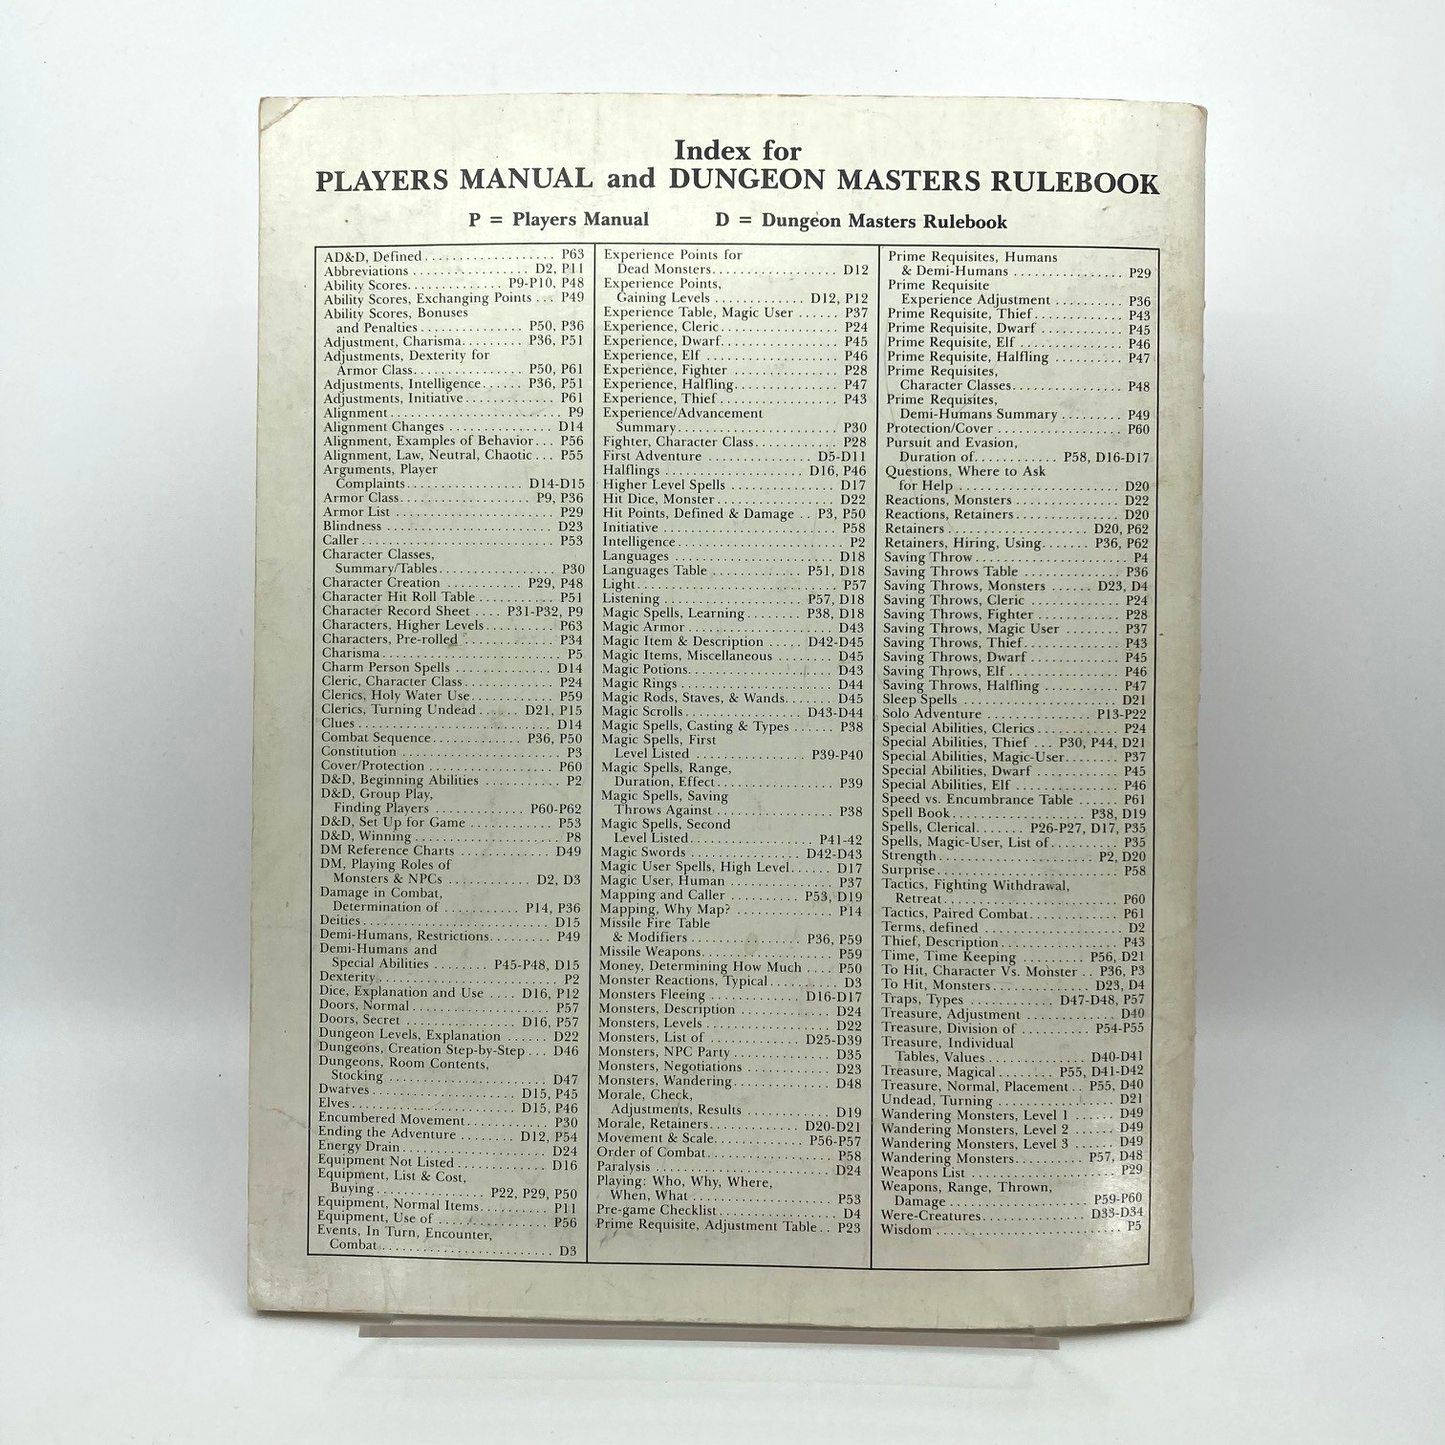 Index for
PLAYERS MANUAL and DUNGEON MASTERS RULEBOOK
P = Players Manual D = Dungeon Masters Rulebook
AD&D, Defined . . . . . . . . . . P63
Abbreviations . . . . . . . . . . D2, P11
Ability Scores . . . . . . . . . . P9-P10, P48
Ability Scores, Exchanging Points . . . P49
Ability Scores, Bonuses
and Penalties . . . . . . . . . . P50, P36
Adjustment, Charisma . . . . . . . . . . P36, P51
Adjustments, Dexterity for
Armor Class . . . . . . . . . . P50, P61
Adjustments, Intelligence . . . . . . P36, P51
Adjustments, Initiative . . . . . . . . . . P61
Alignment . . . . . . . . . . P9
Alignment Changes . . . . . . . . . . D14
Alignment, Examples of Behavior . . . P56
Alignment, Law, Neutral, Chaotic . . . P55
Arguments, Player
Complaints . . . . . . . . . . D14-D15
Armor Class . . . . . . . . . . P9, P36
Armor List . . . . . . . . . . P29
Blindness . . . . . . . . . . D23
Caller . . . . . . . . . . P53
Character Classes,
Summary/Tables . . . . . . . . . . P30
Character Creation . . . . . . . . . . P29, P48
Character Hit Roll Table . . . . . . . . . . P51
Character Record Sheet . . . . P31-P32, P9
Characters, Higher Levels . . . . . . . . . . P63
Characters, Pre-rolled . . . . . . . . . . P34
Charisma . . . . . . . . . . P5
Charm Person Spells . . . . . . . . . . D14
Cleric, Character Class . . . . . . . . . . P24
Clerics, Holy Water Use . . . . . . . . . . P59
Clerics, Turning Undead . . . . . . D21, P15
Clues . . . . . . . . . . D14
Combat Sequence . . . . . . . . . . P36, P50
Constitution . . . . . . . . . . P3
Cover/Protection . . . . . . . . . . P60
D&D, Beginning Abilities . . . . . . . . . . P2
D&D, Group Play,
Finding Players . . . . . . . . . . P60-P62
D&D, Set Up for Game . . . . . . . . . . P53
D&D, Winning . . . . . . . . . . P8
DM Reference Charts . . . . . . . . . . D49
DM, Playing Roles of
Monsters & NPCs . . . . . . . . . . D2, D3
Damage in Combat,
Determination of . . . . . . . . . . P14, P36
Deities . . . . . . . . . . D15
Demi-Humans, Restrictions . . . . . . . . . P49
Demi-Humans and
Special Abilities . . . . . . . . P45-P48, D15
Dexterity . . . . . . . . . . P2
Dice, Explanation and Use . . . . D16, P12
Doors, Normal . . . . . . . . . . P57
Doors, Secret . . . . . . . . . . D16, P57
Dungeon Levels, Explanation . . . . . . D22
Dungeons, Creation Step-by-Step . . . D46
Dungeons, Room Contents,
Stocking . . . . . . . . . . D47
Dwarves . . . . . . . . . . D15, P45
Elves . . . . . . . . . . D15, P46
Encumbered Movement . . . . . . . . . . P30
Ending the Adventure . . . . . . . . D12, P54
Energy Drain . . . . . . . . . . D24
Equipment Not Listed . . . . . . . . . . D16
Equipment, List & Cost,
Buying . . . . . . . . . . P22, P29, P50
Equipment, Normal Items . . . . . . . . . . P11
Equipment, Use of . . . . . . . . . . P56
Events, In Turn, Encounter,
Combat . . . . . . . . . . D3
Experience Points for
Dead Monsters . . . . . . . . . . D12
Experience Points,
Gaining Levels . . . . . . . . . . D12, P12
Experience Table, Magic User . . . . . . P37
Experience, Cleric . . . . . . . . . . P24
Experience, Dwarf . . . . . . . . . . P45
Experience, Elf . . . . . . . . . . P46
Experience, Fighter . . . . . . . . . . P28
Experience, Halfling . . . . . . . . . . P47
Experience, Thief . . . . . . . . . . P43
Experience/Advancement
Summary . . . . . . . . . . P30
Fighter, Character Class . . . . . . . . . . P28
First Adventure . . . . . . . . . . D5-D11
Halflings . . . . . . . . . . D16, P46
Higher Level Spells . . . . . . . . . . D17
Hit Dice, Monster . . . . . . . . . . D22
Hit Points, Defined & Damage . . P3, P50
Initiative . . . . . . . . . . P58
Intelligence . . . . . . . . . . P2
Languages . . . . . . . . . . D18
Languages Table . . . . . . . . . . P51, D18
Light . . . . . . . . . . P57
Listening . . . . . . . . . . P57, D18
Magic Spells, Learning . . . . . . . . P38, D18
Magic Armor . . . . . . . . . . D43
Magic Item & Description . . . . . D42-D45
Magic Items, Miscellaneous . . . . . . . . D45
Magic Potions . . . . . . . . . . D43
Magic Rings . . . . . . . . . . D44
Magic Rods, Staves, & Wands . . . . . . D45
Magic Scrolls . . . . . . . . . . D43-D44
Magic Spells, Casting & Types . . . . . . P38
Magic Spells, First
Level Listed . . . . . . . . . . P39-P40
Magic Spells, Range,
Duration, Effect . . . . . . . . . . P39
Magic Spells, Saving
Throws Against . . . . . . . . . . P38
Magic Spells, Second
Level Listed . . . . . . . . . . P41-42
Magic Swords . . . . . . . . . . D42-D43
Magic User Spells, High Level . . . . . . D17
Magic User, Human . . . . . . . . . . P37
Mapping and Caller . . . . . . . . . . P53, D19
Mapping, Why Map? . . . . . . . . . . P14
Missile Fire Table
& Modifiers . . . . . . . . . . P36, P59
Missile Weapons . . . . . . . . . . P59
Money, Determining How Much . . . . P50
Monster Reactions, Typical . . . . . . . . . D3
Monsters Fleeing . . . . . . . . . . D16-D17
Monsters, Description . . . . . . . . . . D24
Monsters, Levels . . . . . . . . . . D22
Monsters, List of . . . . . . . . . . D25-D39
Monsters, NPC Party . . . . . . . . . . D35
Monsters, Negotiations . . . . . . . . . . D23
Monsters, Wandering . . . . . . . . . . D48
Morale, Check,
Adjustments, Results . . . . . . . . . . D19
Morale, Retainers . . . . . . . . . . D20-D21
Movement & Scale . . . . . . . . . . P56-P57
Order of Combat . . . . . . . . . . P58
Paralysis . . . . . . . . . . D24
Playing: Who, Why, Where,
When, What . . . . . . . . . . P53
Pre-game Checklist . . . . . . . . . . D4
Prime Requisite, Adjustment Table . . P23
Prime Requisites, Humans
& Demi-Humans . . . . . . . . . . P29
Prime Requisite
Experience Adjustment . . . . . . . . . . P36
Prime Requisite, Thief . . . . . . . . . . P43
Prime Requisite, Dwarf . . . . . . . . . . P45
Prime Requisite, Elf . . . . . . . . . . P46
Prime Requisite, Halfling . . . . . . . . . . P47
Prime Requisites,
Character Classes . . . . . . . . . . P48
Prime Requisites,
Demi-Humans Summary . . . . . . . . . P49
Protection/Cover . . . . . . . . . . P60
Pursuit and Evasion,
Duration of . . . . . . . . . . P58, D16-D17
Questions, Where to Ask
for Help . . . . . . . . . . D20
Reactions, Monsters . . . . . . . . . . D22
Reactions, Retainers . . . . . . . . . . D20
Retainers . . . . . . . . . . D20, P62
Retainers, Hiring, Using . . . . . . . P36, P62
Saving Throw . . . . . . . . . . P4
Saving Throws Table . . . . . . . . . . P36
Saving Throws, Monsters . . . . . . D23, D4
Saving Throws, Cleric . . . . . . . . . . P24
Saving Throws, Fighter . . . . . . . . . . P28
Saving Throws, Magic User . . . . . . . . P37
Saving Throws, Thief . . . . . . . . . . P43
Saving Throws, Dwarf . . . . . . . . . . P45
Saving Throws, Elf . . . . . . . . . . P46
Saving Throws, Halfling . . . . . . . . . . P47
Sleep Spells . . . . . . . . . . D21
Solo Adventure . . . . . . . . . . P13-P22
Special Abilities, Clerics . . . . . . . . . . P24
Special Abilities, Thief . . . P30, P44, D21
Special Abilities, Magic-User . . . . . . . . P37
Special Abilities, Dwarf . . . . . . . . . . P45
Special Abilities, Elf . . . . . . . . . . P46
Speed vs. Encumbrance Table . . . . . . P61
Spell Book . . . . . . . . . . P38, D19
Spells, Clerical . . . . . . . P26-P27, D17, P35
Spells, Magic-User, List of . . . . . . . . . . P35
Strength . . . . . . . . . . P2, D20
Surprise . . . . . . . . . . P58
Tactics, Fighting Withdrawal,
Retreat . . . . . . . . . . P60
Tactics, Paired Combat . . . . . . . . . . P61
Terms, defined . . . . . . . . . . D2
Thief, Description . . . . . . . . . . P43
Time, Time Keeping . . . . . . . . . P56, D21
To Hit, Character Vs. Monster . . P36, P3
To Hit, Monsters . . . . . . . . . . D23, D4
Traps, Types . . . . . . . . . . D47-D48, P57
Treasure, Adjustment . . . . . . . . . . D40
Treasure, Division of . . . . . . . . . . P54-P55
Treasure, Individual
Tables, Values . . . . . . . . . . D40-D41
Treasure, Magical . . . . . . . . P55, D41-D42
Treasure, Normal, Placement . . P55, D40
Undead, Turning . . . . . . . . . . D21
Wandering Monsters, Level 1 . . . . . . D49
Wandering Monsters, Level 2 . . . . . . D49
Wandering Monsters, Level 3 . . . . . . D49
Wandering Monsters . . . . . . . . . . P57, D48
Weapons List . . . . . . . . . . P29
Weapons, Range, Thrown,
Damage . . . . . . . . . . P59-P60
Were-Creatures . . . . . . . . . . D33-D34
Wisdom . . . . . . . . . . P5